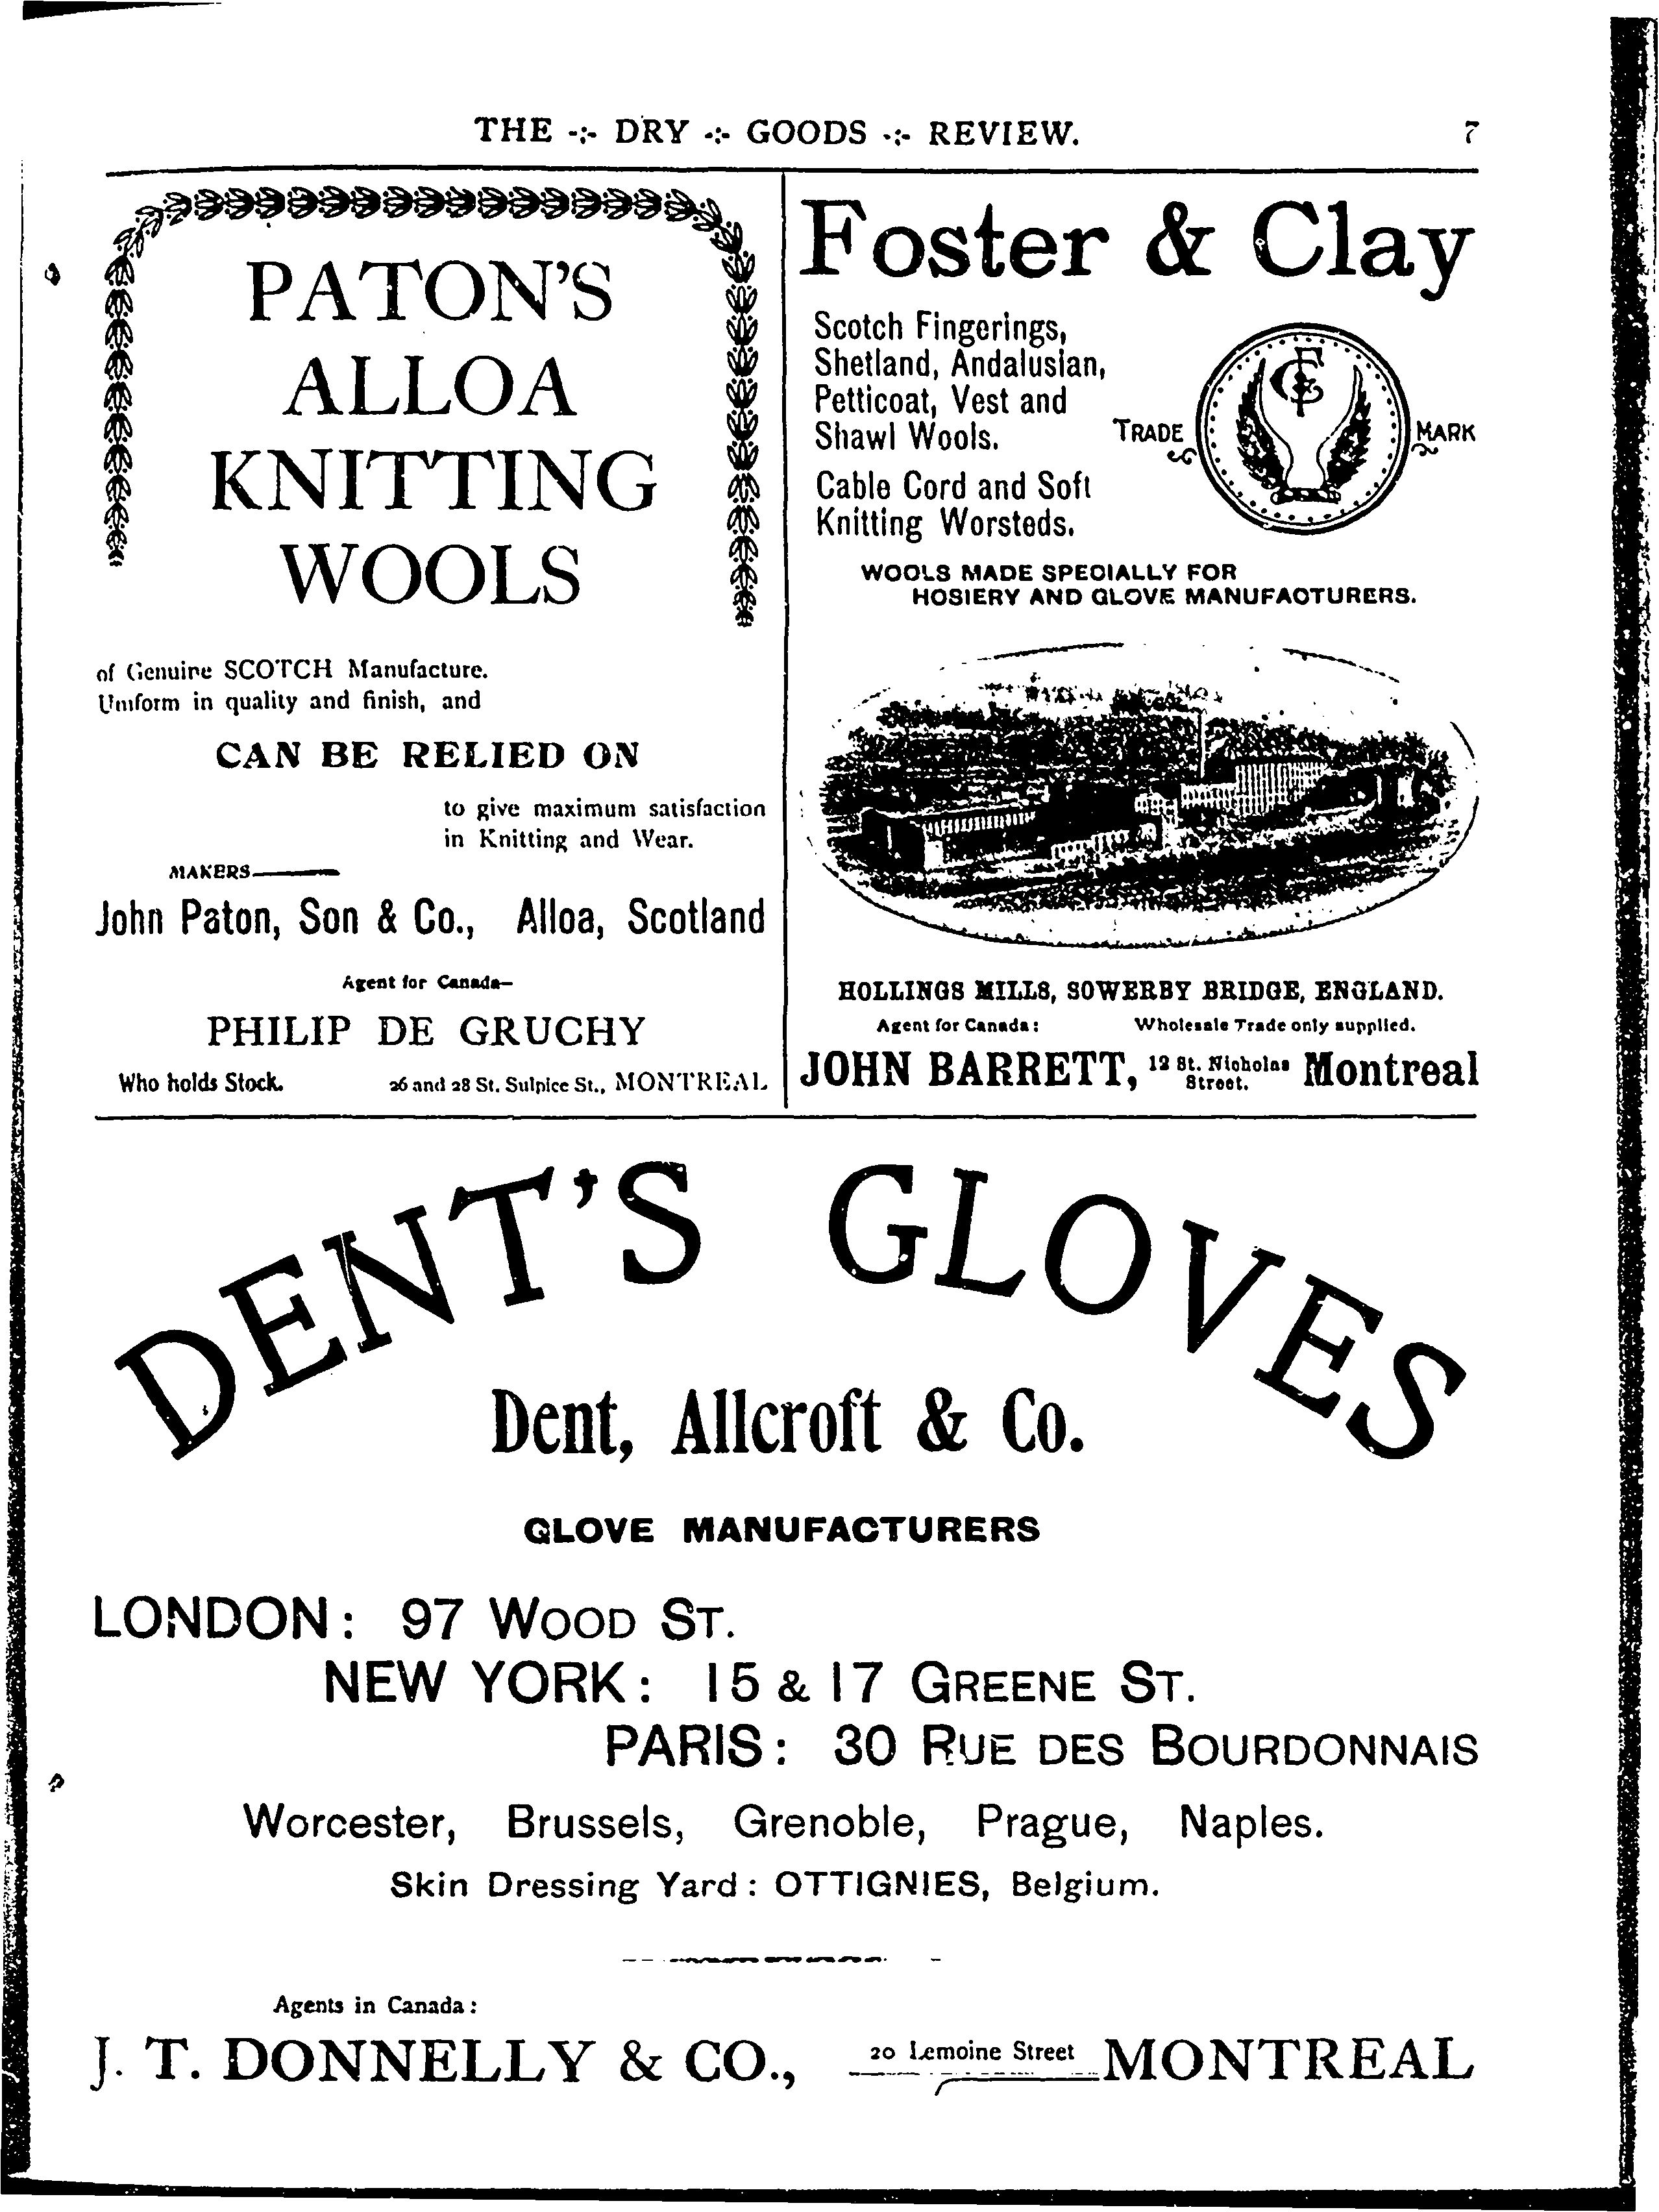 THE -:- DRY -:- GOODS -:- REVIEW.
7
PATON'S
ALLOA
KNITTING
WOOLS
of Genuine SCOTCH Manufacture.
Uniform in quality and finish, and
CAN BE RELIED ON
to give maximum satisfaction
in Knitting and Wear.
MAKERS
John Paton, Son & Co., Alloa, Scotland
Agent for Canada—
PHILIP DE GRUCHY
Who holds Stock. 26 and 28 St. Sulpice St., MONTREAL
Foster & Clay
Scotch Fingerings,
Shetland, Andalusian,
Petticoat, Vest and
Shawl Wools.
TRADE MARK
Cable Cord and Soft
Knitting Worsteds.
WOOLS MADE SPECIALLY FOR
HOSIERY AND GLOVE MANUFACTURERS.
HOLLINGS MILLS, SOWERBY BRIDGE, ENGLAND.
Agent for Canada: Wholesale Trade only supplied.
JOHN BARRETT, 12 St. Nicholas Street. Montreal
DENT'S GLOVES
Dent, Allcroft & Co.
GLOVE MANUFACTURERS
LONDON: 97 WOOD ST.
NEW YORK: 15 & 17 GREENE ST.
PARIS: 30 RUE DES BOURDONNAIS
Worcester, Brussels, Grenoble, Prague, Naples.
Skin Dressing Yard: OTTIGNIES, Belgium.
Agents in Canada:
J. T. DONNELLY & CO., 20 Lemoine Street MONTREAL